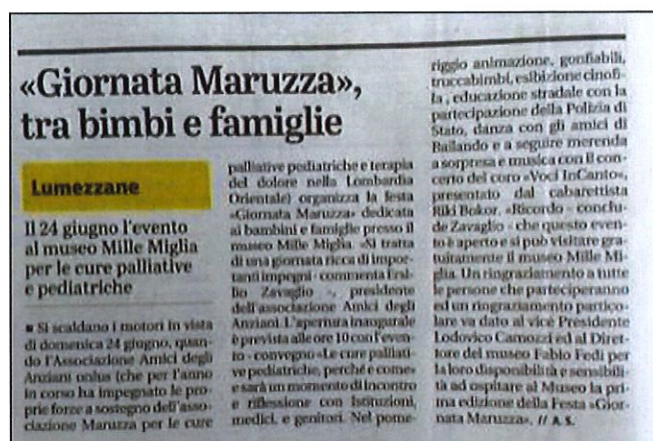 «Giornata Maruzza»,
tra bimbi e famiglie
Lumezzane
Il 24 giugno l'evento
al museo Mille Miglia
per le cure palliative
e pediatriche
■ Si scaldano i motori in vista
di domenica 24 giugno, quan-
do l'Associazione Amici degli
Anziani onlus (che per l'anno
in corso ha impegnato le pro-
prie forze a sostegno dell'asso-
ciazione Maruzza per le cure
palliative pediatriche e terapia
del dolore nella Lombardia
Orientale) organizza la festa
«Giornata Maruzza» dedicata
ai bambini e famiglie presso il
museo Mille Miglia. «Si tratta
di una giornata ricca di impor-
tanti impegni - commenta Ersi-
lio Zavaglio -, presidente
dell'associazione Amici degli
Anziani. L'apertura inaugurale
è prevista alle ore 10 con l'even-
to - convegno «Le cure palliati-
ve pediatriche, perché e come»
e sarà un momento di incontro
e riflessione con Istituzioni,
medici, e genitori. Nel pome-
riggio animazione, gonfiabili,
truccabimbi, esibizione cinofi-
la , educazione stradale con la
partecipazione della Polizia di
Stato, danza con gli amici di
Bailando e a seguire merenda
a sorpresa e musica con il con-
certo del coro «Voci InCanto»,
presentato dal cabarettista
Riki Bokor. «Ricordo - conclu-
de Zavaglio - che questo even-
to è aperto e si può visitare gra-
tuitamente il museo Mille Mi-
glia. Un ringraziamento a tutte
le persone che parteciperanno
ed un ringraziamento partico-
lare va dato al vice Presidente
Lodovico Camozzi ed al Diret-
tore del museo Fabio Fedi per
la loro disponibilità e sensibili-
tà ad ospitare al Museo la pri-
ma edizione della Festa «Gior-
nata Maruzza». // A. S.